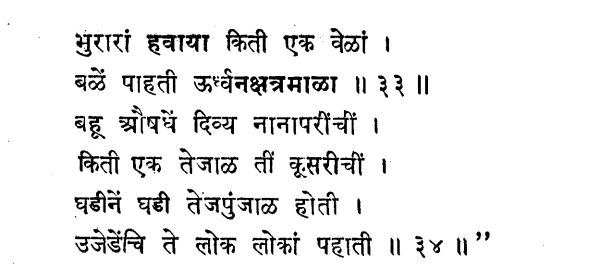 भुरारां हवाया किती एक वेळां ।
बळें पाहती ऊर्ध्वनक्षत्रमाळा ॥ ३३ ॥
बहू औषधें दिव्य नानापरींचीं ।
किती एक तेजाळ तीं कूसरीचीं ।
घडीनें घडी तेजपुंजाळ होती ।
उजेडेंचि ते लोक लोकां पहाती ॥ ३४ ॥”